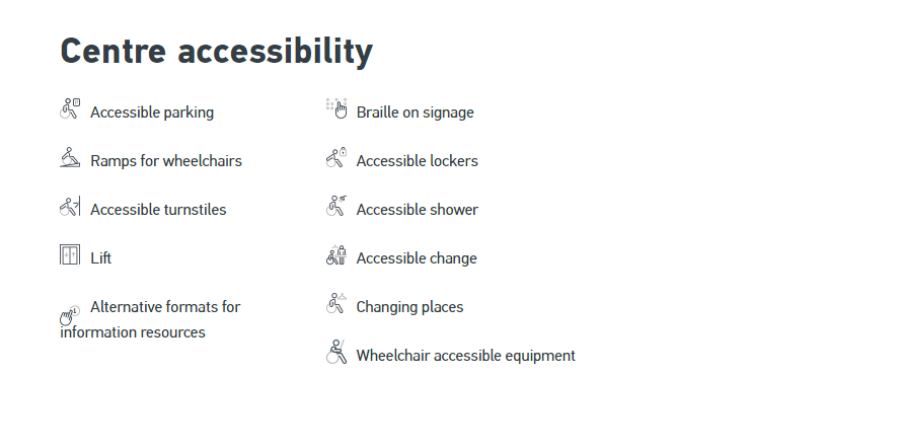 Centre accessibility
Accessible parking
Ramps for wheelchairs
Accessible turnstiles
Lift
Alternative formats for
information resources
Braille on signage
Accessible lockers
Accessible shower
Accessible change
Changing places
Wheelchair accessible equipment